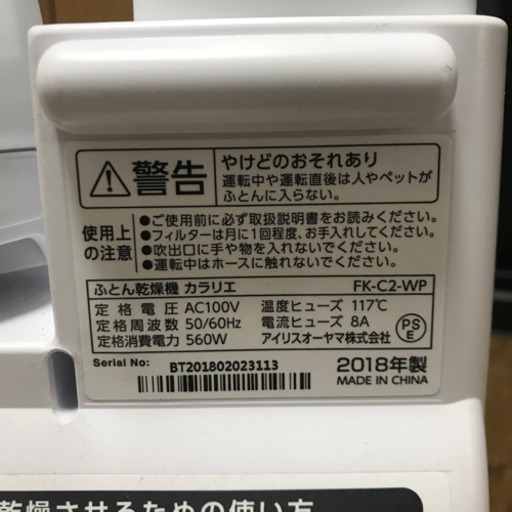 警告
やけどのおそれあり
運転中や運転直後は人やペットが
ふとんに入らない。
使用上
の注意
●ご使用前に必ず取扱説明書をお読みください。
●フィルターは月に1回程度、お手入れしてください。
●吹出口に手や物を入れないでください。
●運転中はホースに触れないでください。
ふとん乾燥機 カラリエ FK-C2-WP
定格電圧 AC100V 温度ヒューズ 117℃
定格周波数 50/60Hz 電流ヒューズ 8A
定格消費電力 560W アイリスオーヤマ株式会社
PSE
Serial No: BT201802023113
2018年製
MADE IN CHINA
乾燥させるための使い方